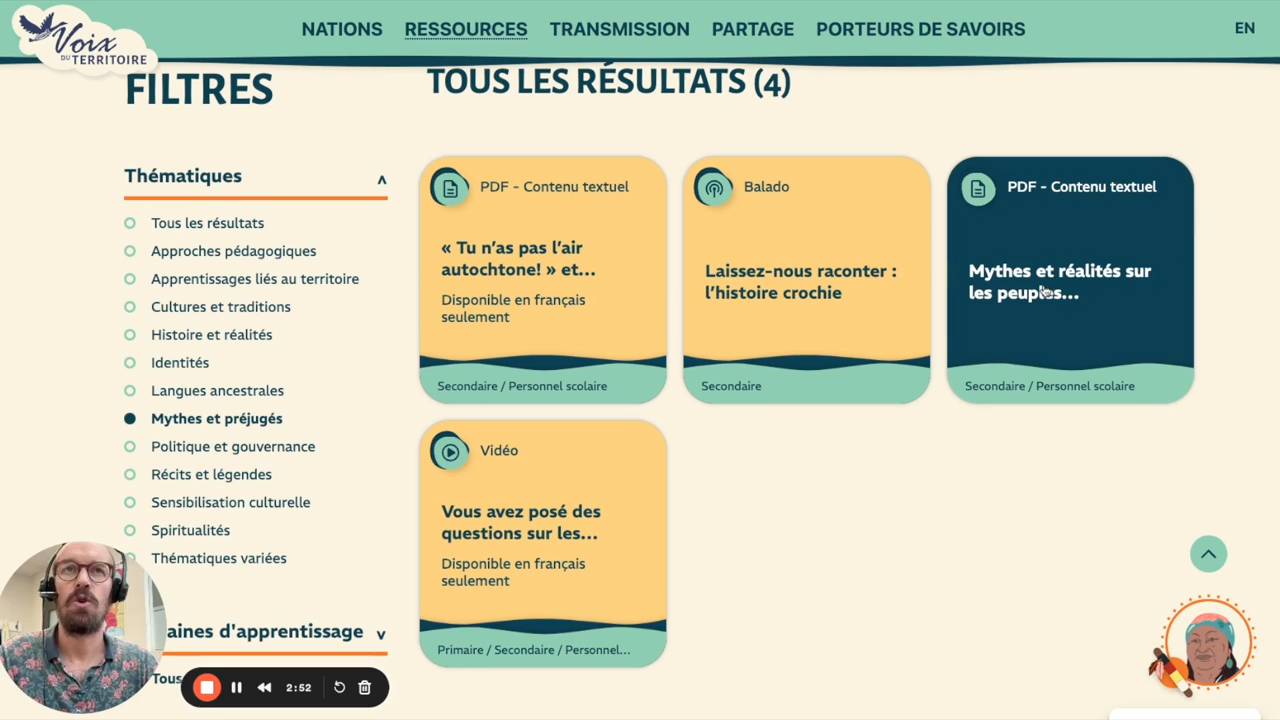 Voix
DU TERRITOIRE
NATIONS RESSOURCES TRANSMISSION PARTAGE PORTEURS DE SAVOIRS EN
FILTRES
TOUS LES RÉSULTATS (4)
Thématiques
Tous les résultats
Approches pédagogiques
Apprentissages liés au territoire
Cultures et traditions
Histoire et réalités
Identités
Langues ancestrales
Mythes et préjugés
Politique et gouvernance
Récits et légendes
Sensibilisation culturelle
Spiritualités
Thématiques variées
aines d'apprentissage
Tous
PDF - Contenu textuel
« Tu n’as pas l’air
autochtone! » et...
Disponible en français
seulement
Secondaire / Personnel scolaire
Balado
Laissez-nous raconter :
l’histoire crochie
Secondaire
PDF - Contenu textuel
Mythes et réalités sur
les peuples...
Secondaire / Personnel scolaire
Vidéo
Vous avez posé des
questions sur les...
Disponible en français
seulement
Primaire / Secondaire / Personnel...
2:52